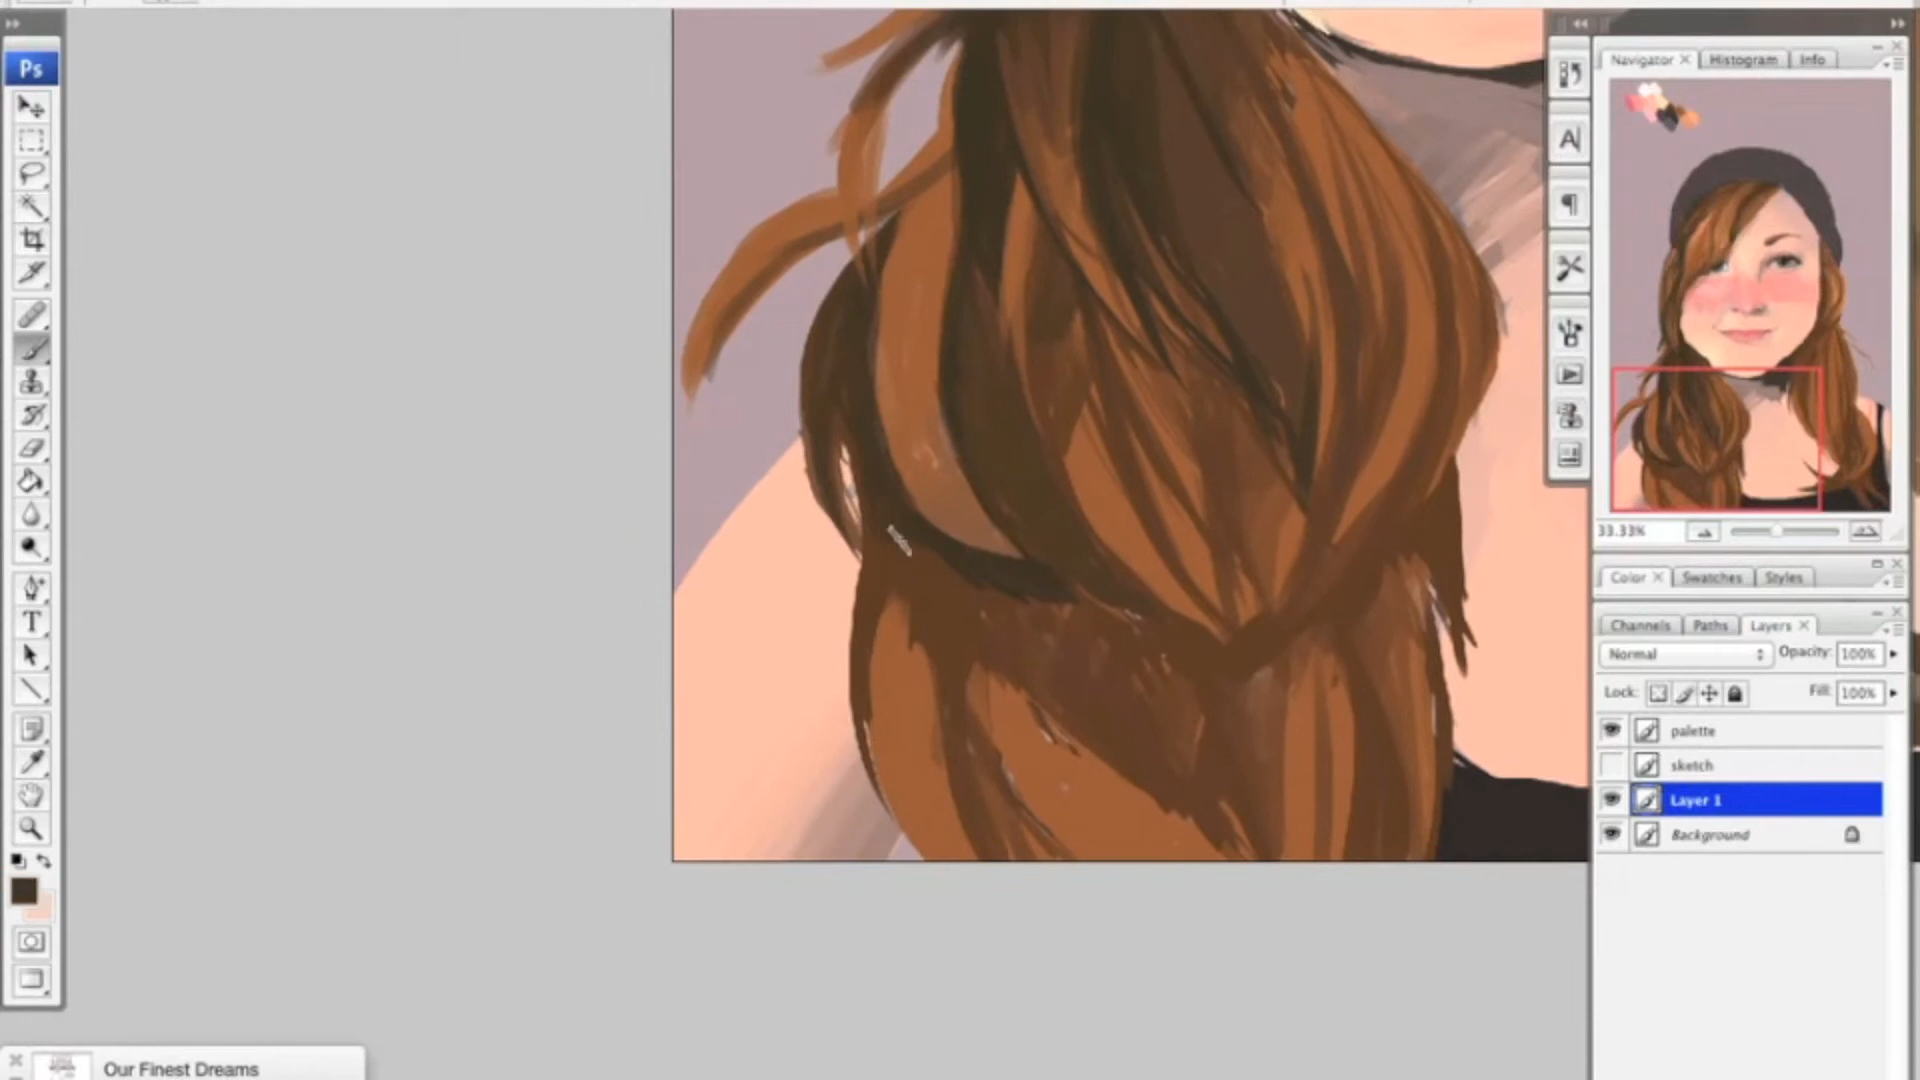 Ps
Navigator
Histogram
Info
A
¶
T
33.33%
Color
Swatches
Styles
Channels
Paths
Layers
Normal
Opacity:
100%
Lock:
Fill:
100%
palette
sketch
Layer 1
Background
Our Finest Dreams